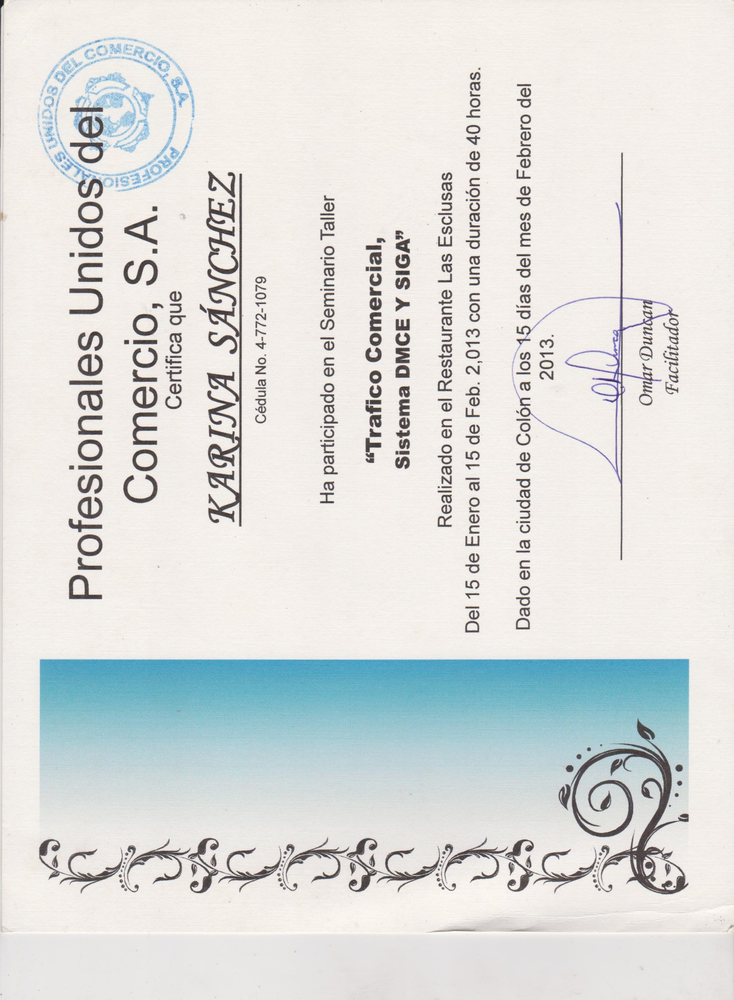 Profesionales Unidos del
Comercio, S.A.
Certifica que
KARINA SÁNCHEZ
Cédula No. 4-772-1079
Ha participado en el Seminario Taller
“Trafico Comercial,
Sistema DMCE Y SIGA”
Realizado en el Restaurante Las Esclusas
Del 15 de Enero al 15 de Feb. 2,013 con una duración de 40 horas.
Dado en la ciudad de Colón a los 15 días del mes de Febrero del
2013.
Omar Duncan
Facilitador
PROFESIONALES UNIDOS DEL COMERCIO, S.A